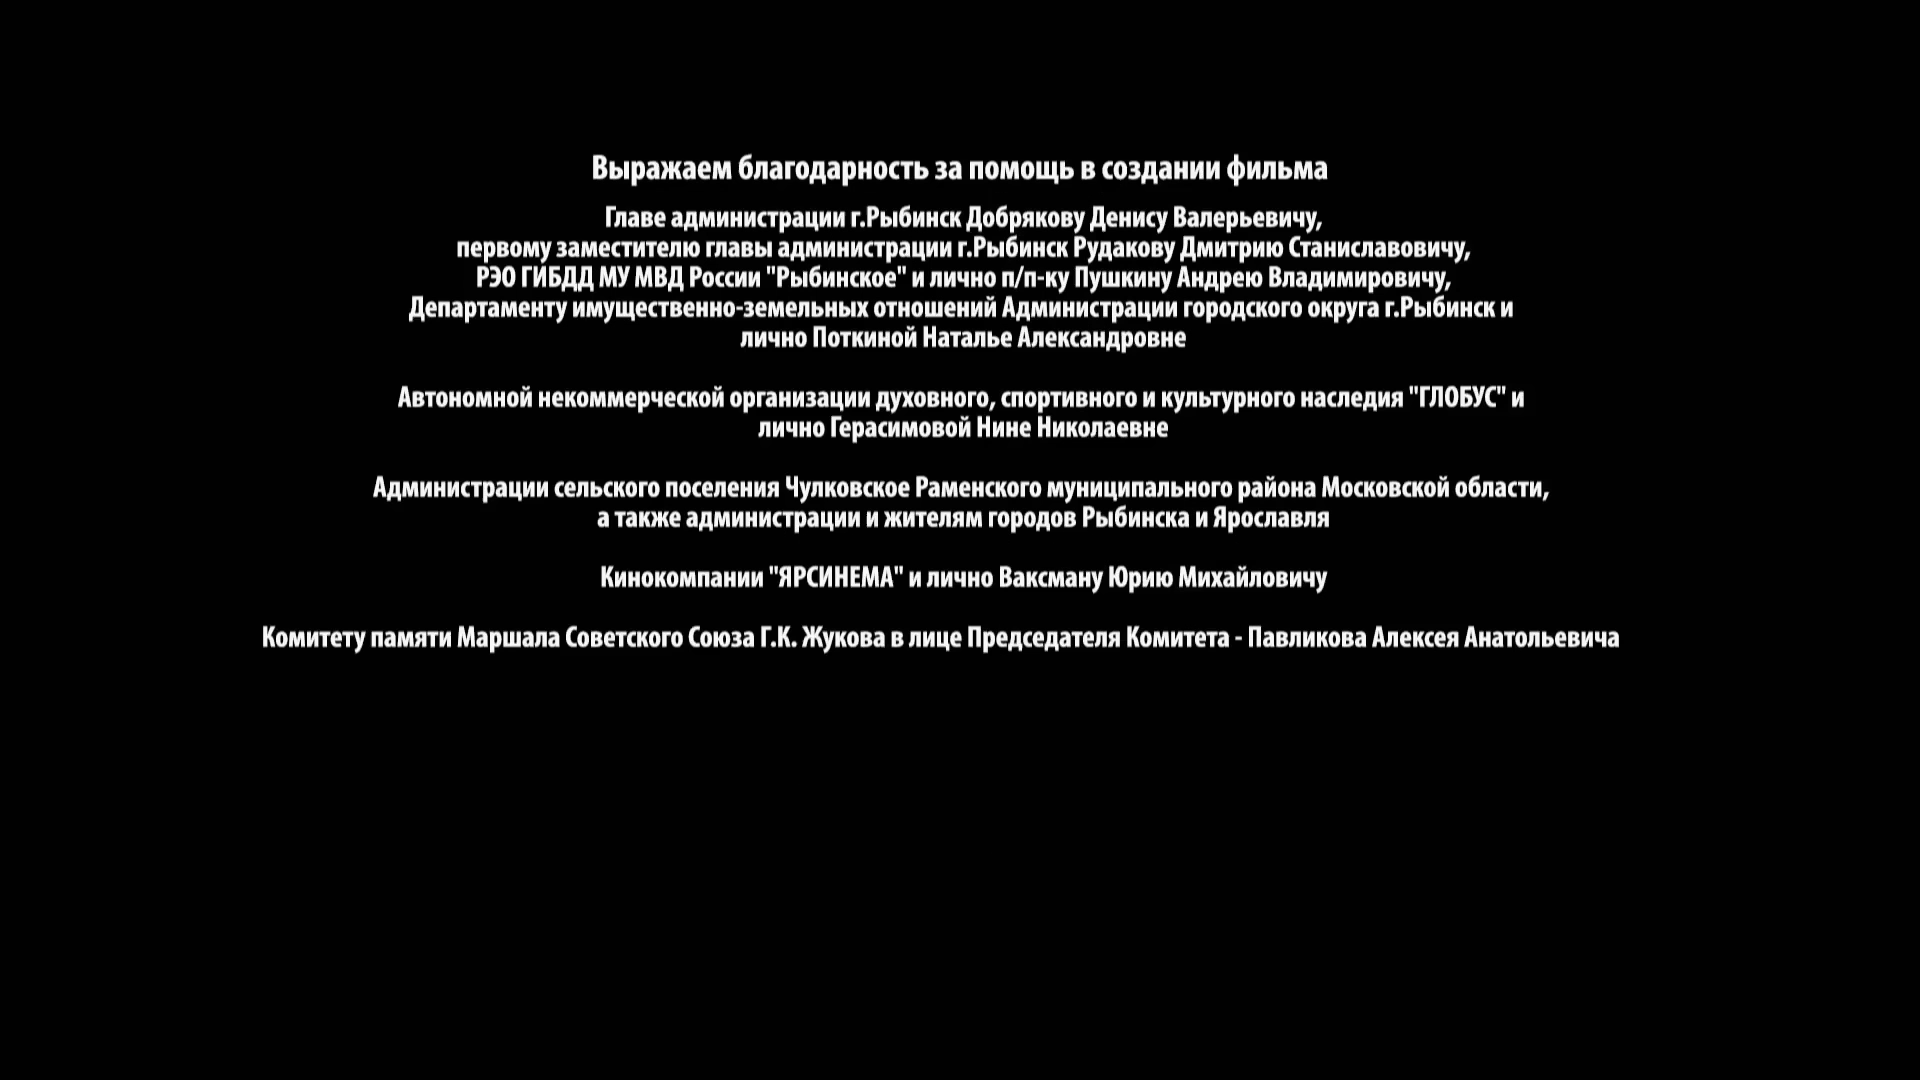 Выражаем благодарность за помощь в создании фильма
Главе администрации г.Рыбинск Добрякову Денису Валерьевичу,
первому заместителю главы администрации г.Рыбинск Рудакову Дмитрию Станиславовичу,
РЭО ГИБДД МУ МВД России "Рыбинское" и лично п/п-ку Пушкину Андрею Владимировичу,
Департаменту имущественно-земельных отношений Администрации городского округа г.Рыбинск и
лично Поткиной Наталье Александровне
Автономной некоммерческой организации духовного, спортивного и культурного наследия "ГЛОБУС" и
лично Герасимовой Нине Николаевне
Администрации сельского поселения Чулковское Раменского муниципального района Московской области,
а также администрации и жителям городов Рыбинска и Ярославля
Кинокомпании "ЯРСИНЕМА" и лично Ваксману Юрию Михайловичу
Комитету памяти Маршала Советского Союза Г.К. Жукова в лице Председателя Комитета - Павликова Алексея Анатольевича